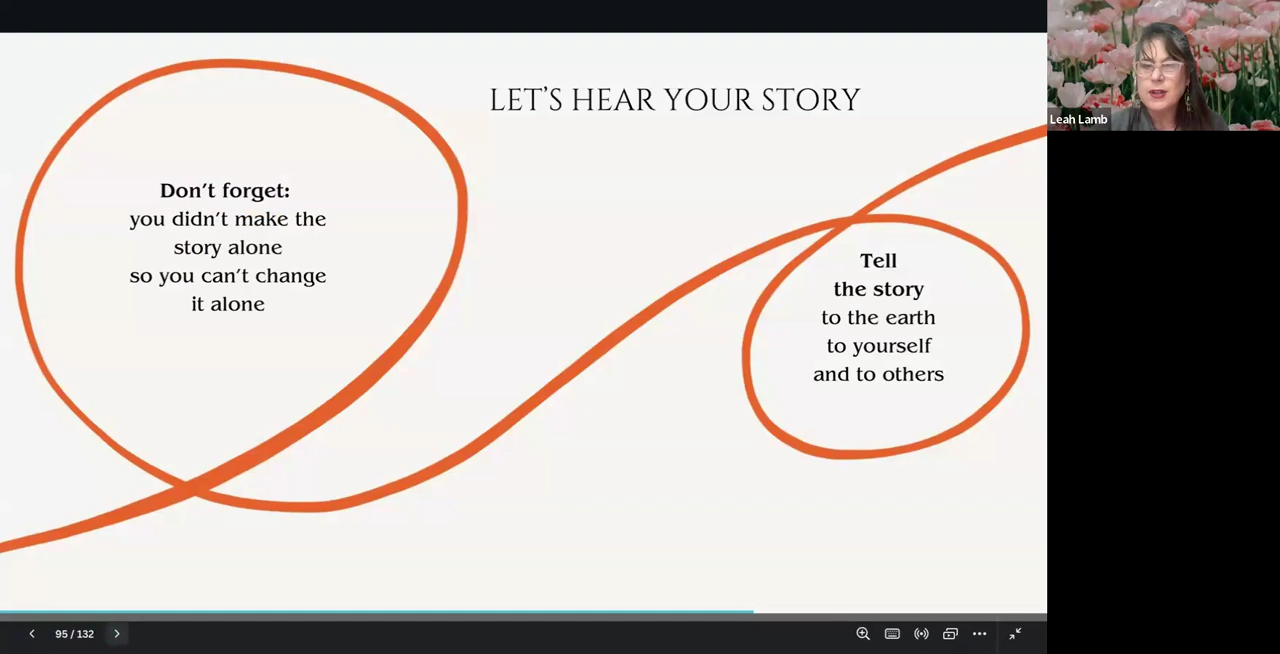 LET'S HEAR YOUR STORY
Don't forget:
you didn't make the
story alone
so you can't change
it alone
Tell
the story
to the earth
to yourself
and to others
Leah Lamb
95 / 132